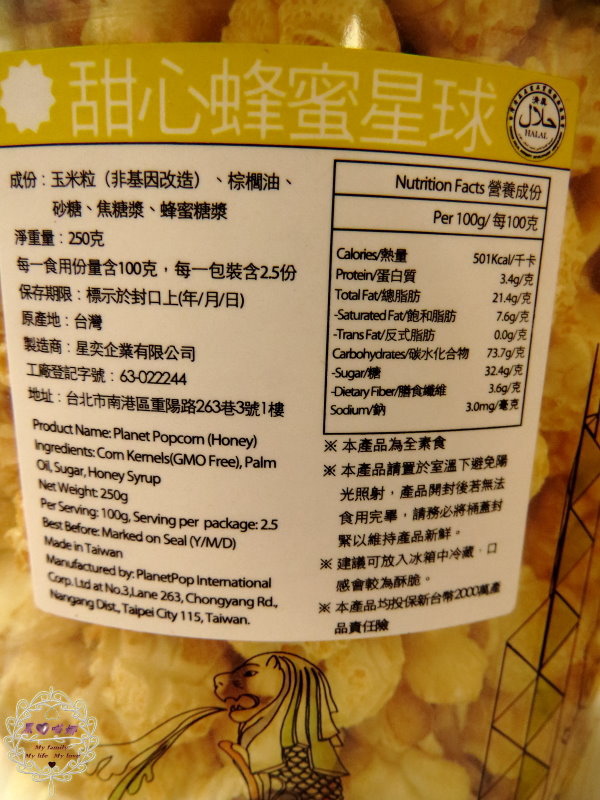 甜心蜂蜜星球
HALAL
成份：玉米粒（非基因改造）、棕櫚油、
砂糖、焦糖漿、蜂蜜糖漿
淨重量：250克
每一食用份量含100克，每一包裝含2.5份
保存期限：標示於封口上(年/月/日)
原產地：台灣
製造商：星奕企業有限公司
工廠登記字號：63-022244
地址：台北市南港區重陽路263巷3號1樓
Product Name: Planet Popcorn (Honey)
Ingredients: Corn Kernels(GMO Free), Palm
Oil, Sugar, Honey Syrup
Net Weight: 250g
Per Serving: 100g, Serving per package: 2.5
Best Before: Marked on Seal (Y/M/D)
Made in Taiwan
Manufactured by: PlanetPop International
Corp. Ltd at No.3,Lane 263, Chongyang Rd.,
Nangang Dist., Taipei City 115, Taiwan.
Nutrition Facts 營養成份
Per 100g/ 每100克
Calories/熱量 501Kcal/千卡
Protein/蛋白質 3.4g/克
Total Fat/總脂肪 21.4g/克
-Saturated Fat/飽和脂肪 7.6g/克
-Trans Fat/反式脂肪 0.0g/克
Carbohydrates/碳水化合物 73.7g/克
-Sugar/糖 32.4g/克
-Dietary Fiber/膳食纖維 3.6g/克
Sodium/鈉 3.0mg/毫克
※ 本產品為全素食
※ 本產品請置於室溫下避免陽
光照射，產品開封後若無法
食用完畢，請務必將桶蓋封
緊以維持產品新鮮。
※ 建議可放入冰箱中冷藏，口
感會較為酥脆。
※ 本產品均投保新台幣2000萬產
品責任險
My family
My life My love